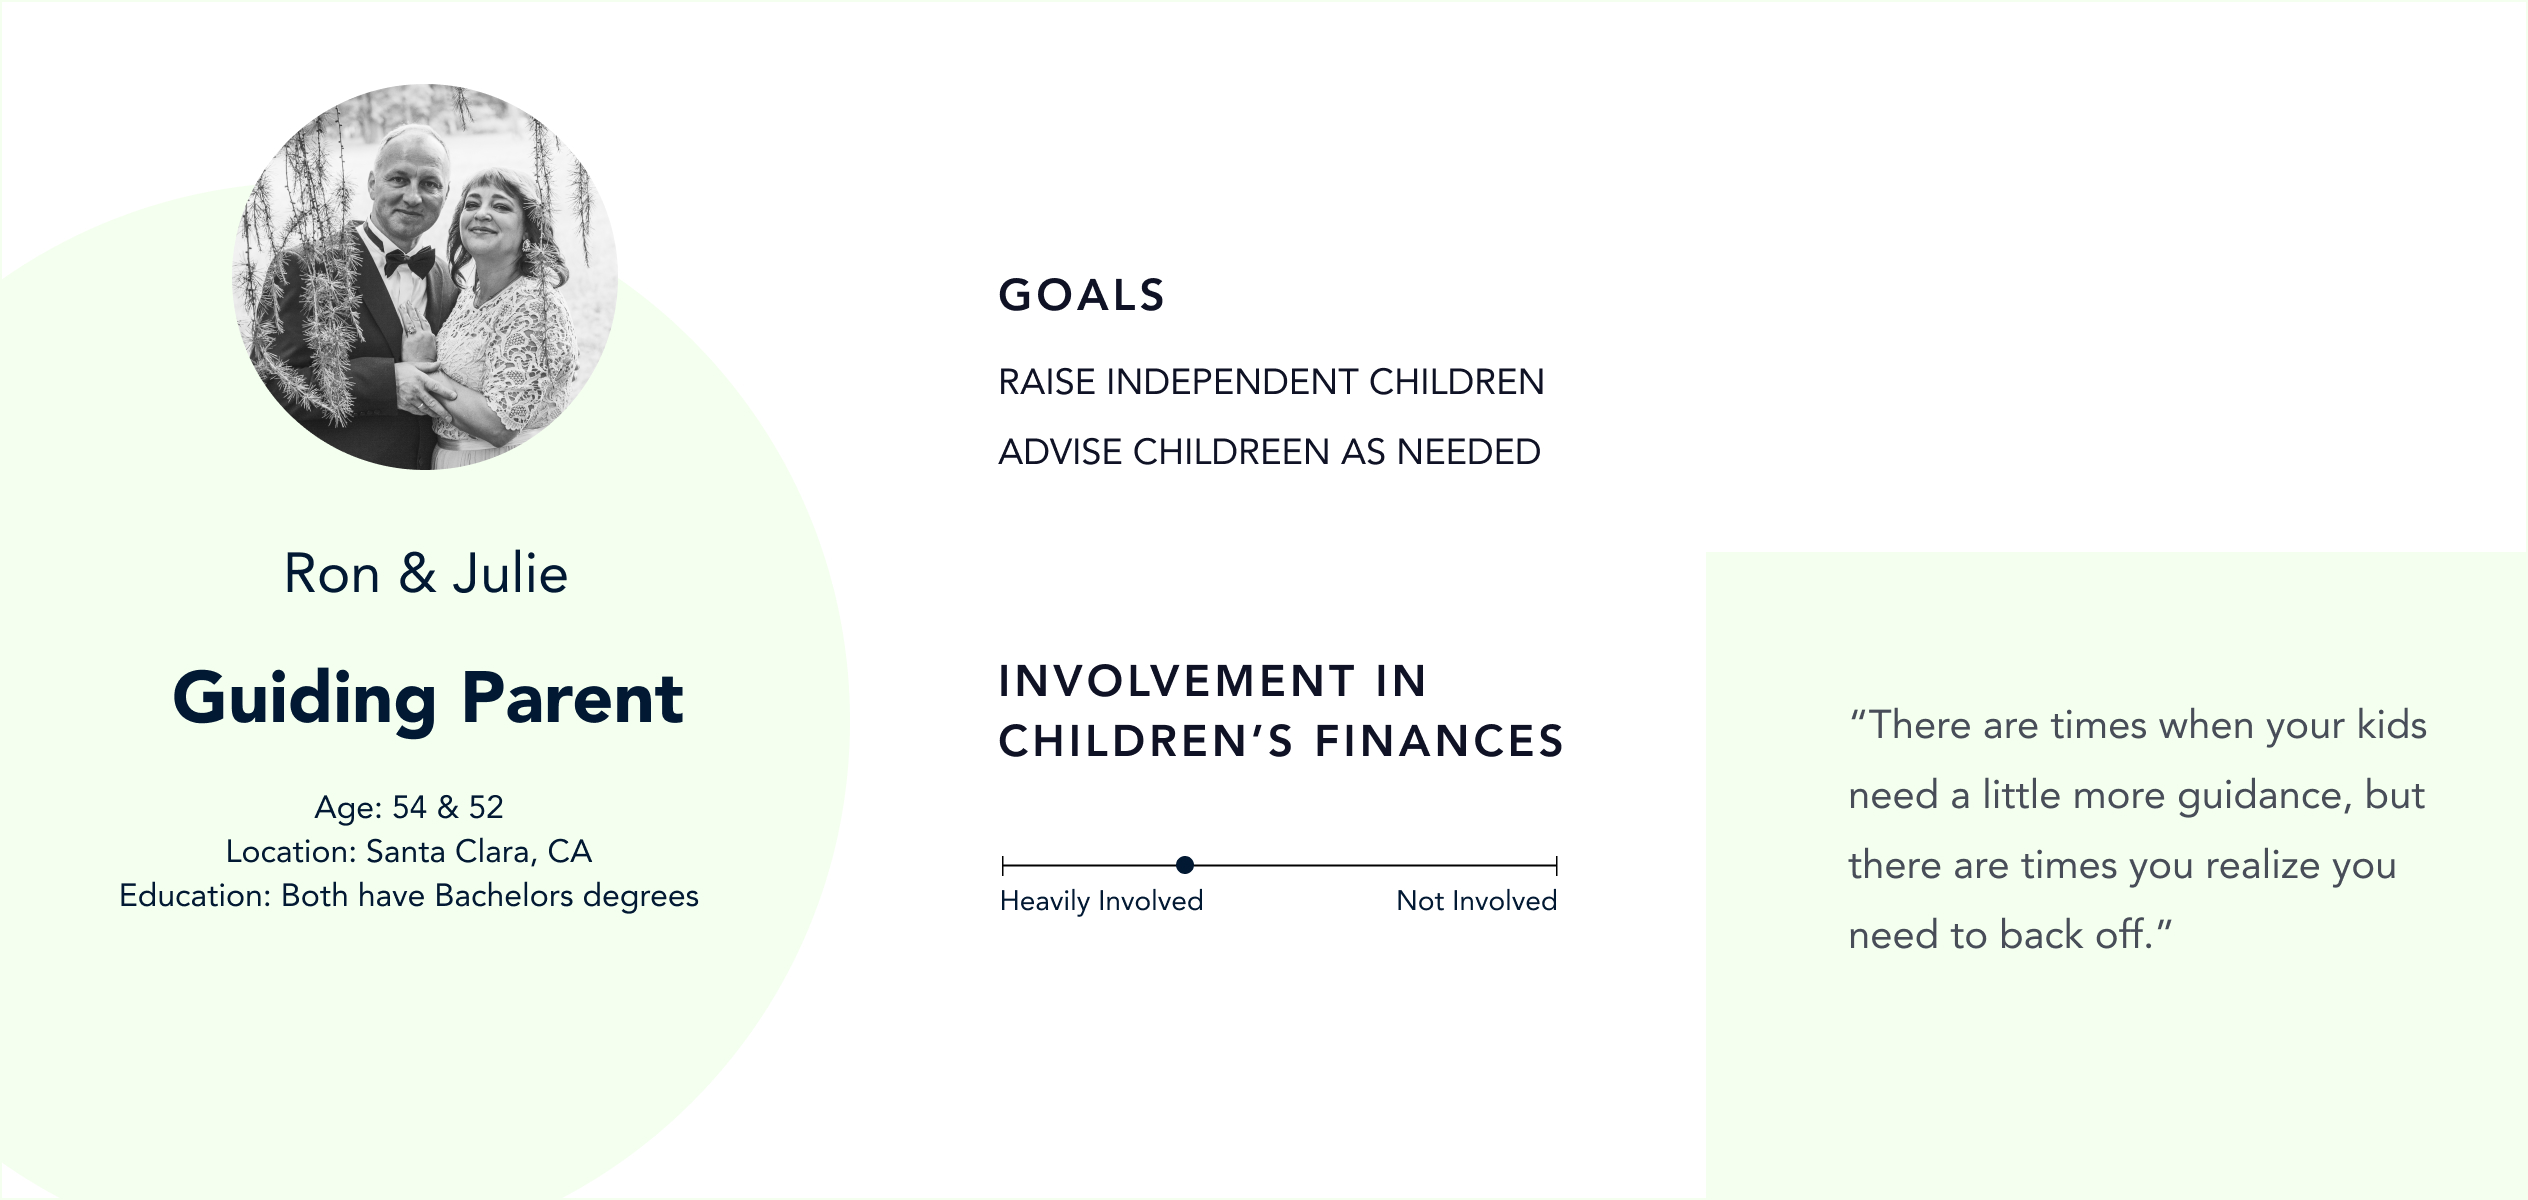 Ron & Julie
Guiding Parent
Age: 54 & 52
Location: Santa Clara, CA
Education: Both have Bachelors degrees
GOALS
RAISE INDEPENDENT CHILDREN
ADVISE CHILDREEN AS NEEDED
INVOLVEMENT IN
CHILDREN’S FINANCES
Heavily Involved
Not Involved
“There are times when your kids
need a little more guidance, but
there are times you realize you
need to back off.”